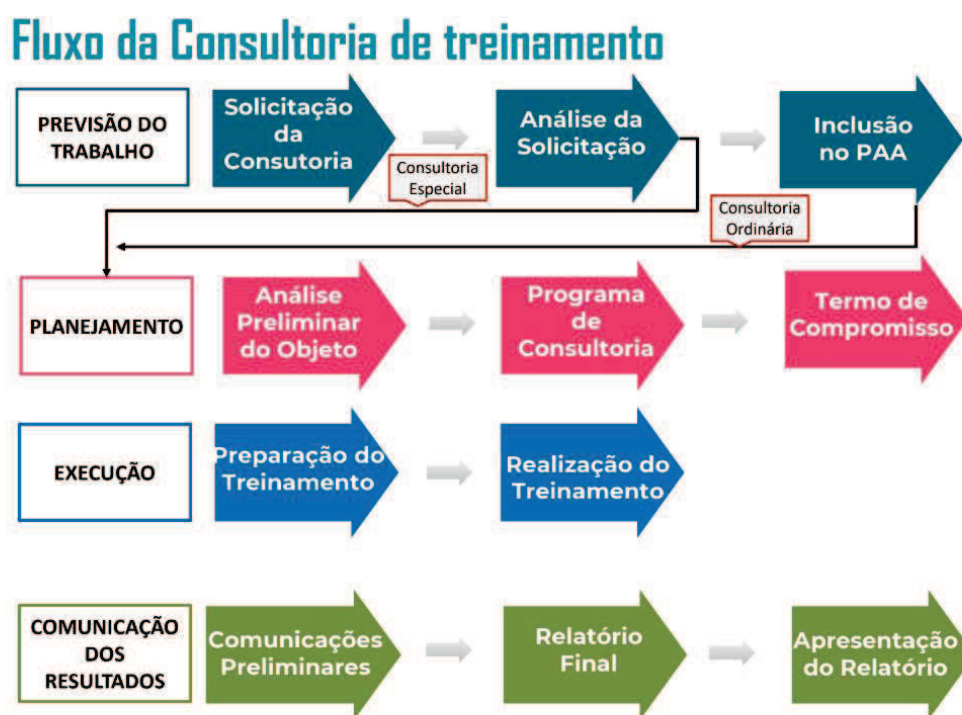 Fluxo da Consultoria de treinamento
PREVISÃO DO
TRABALHO
Solicitação
da
Consutoria
Análise da
Solicitação
Inclusão
no PAA
Consultoria
Especial
Consultoria
Ordinária
PLANEJAMENTO
Análise
Preliminar
do Objeto
Programa
de
Consultoria
Termo de
Compromisso
EXECUÇÃO
Preparação do
Treinamento
Realização do
Treinamento
COMUNICAÇÃO
DOS
RESULTADOS
Comunicações
Preliminares
Relatório
Final
Apresentação
do Relatório